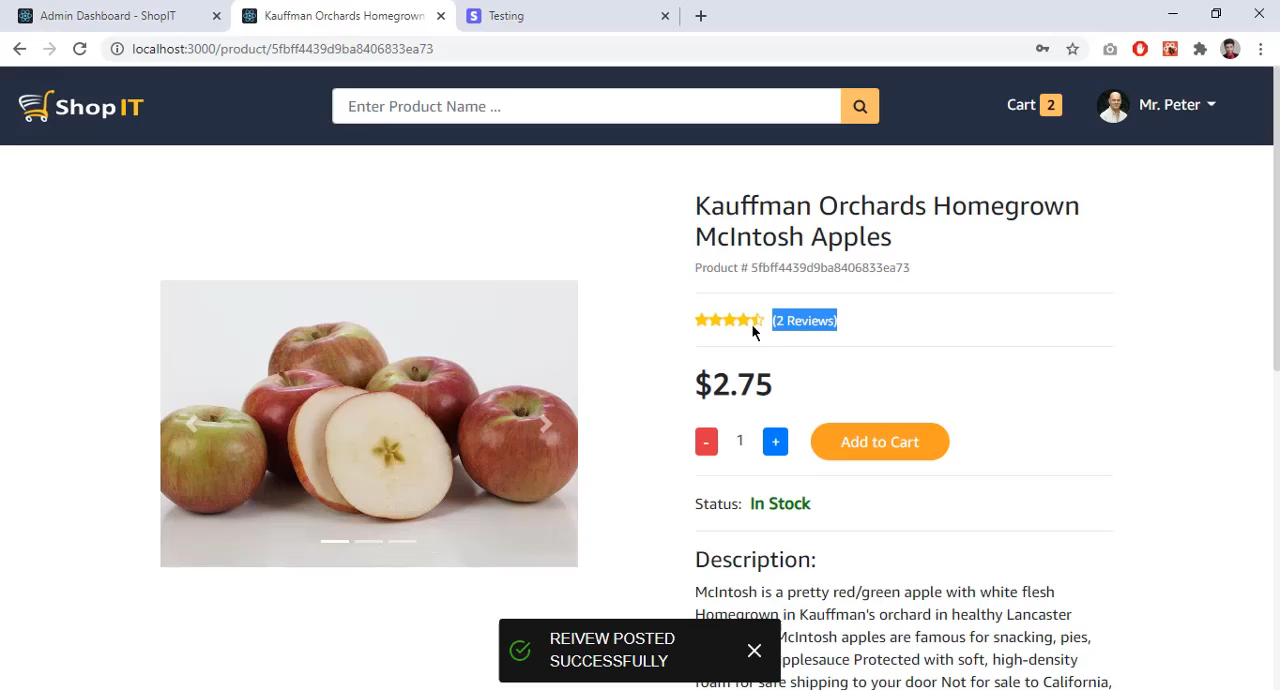 Admin Dashboard - ShopIT
Kauffman Orchards Homegrown
S Testing
localhost:3000/product/5fbff4439d9ba8406833ea73
Shop IT
Enter Product Name ...
Cart 2
Mr. Peter
Kauffman Orchards Homegrown
McIntosh Apples
Product # 5fbff4439d9ba8406833ea73
(2 Reviews)
$2.75
- 1 +
Add to Cart
Status: In Stock
Description:
McIntosh is a pretty red/green apple with white flesh
Homegrown in Kauffman's orchard in healthy Lancaster
McIntosh apples are famous for snacking, pies,
pplesauce Protected with soft, high-density
foam for safe shipping to your door Not for sale to California,
REIVEW POSTED
SUCCESSFULLY